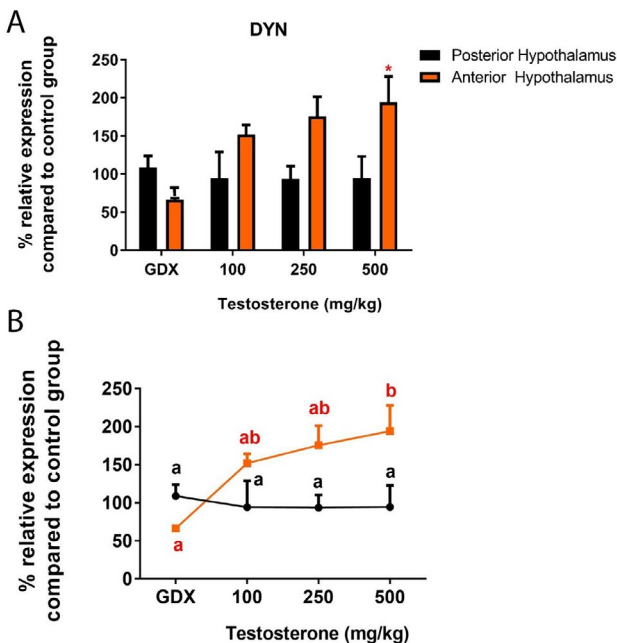 A
DYN
% relative expression
compared to control group
250
200
150
100
50
0
*
Posterior Hypothalamus
Anterior Hypothalamus
GDX 100 250 500
Testosterone (mg/kg)
B
% relative expression
compared to control group
250
200
150
100
50
0
a ab ab b
a a a a
GDX 100 250 500
Testosterone (mg/kg)